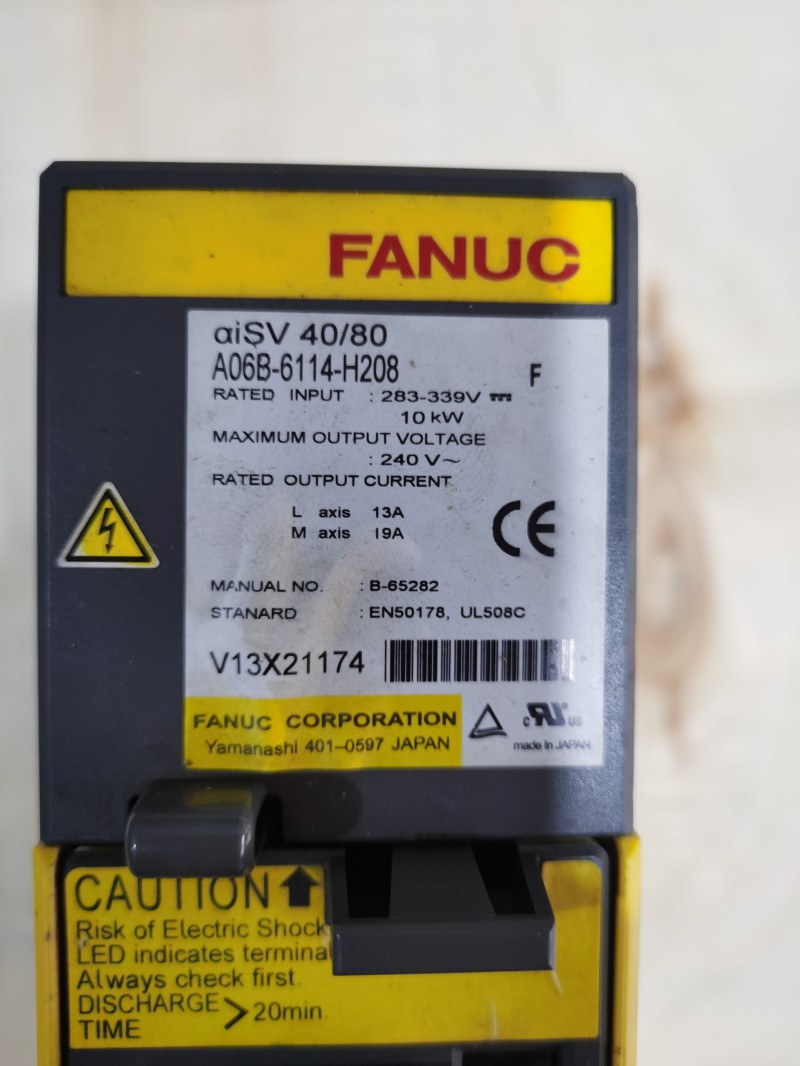 FANUC
αiSV 40/80
A06B-6114-H208 F
RATED INPUT : 283-339V ⎓
10 kW
MAXIMUM OUTPUT VOLTAGE
: 240 V~
RATED OUTPUT CURRENT
L axis 13A
M axis 19A
CE
MANUAL NO. : B-65282
STANARD : EN50178, UL508C
V13X21174
FANUC CORPORATION
Yamanashi 401-0597 JAPAN
c RU US
made in JAPAN
CAUTION
Risk of Electric Shock
LED indicates terminal
Always check first.
DISCHARGE
TIME > 20min